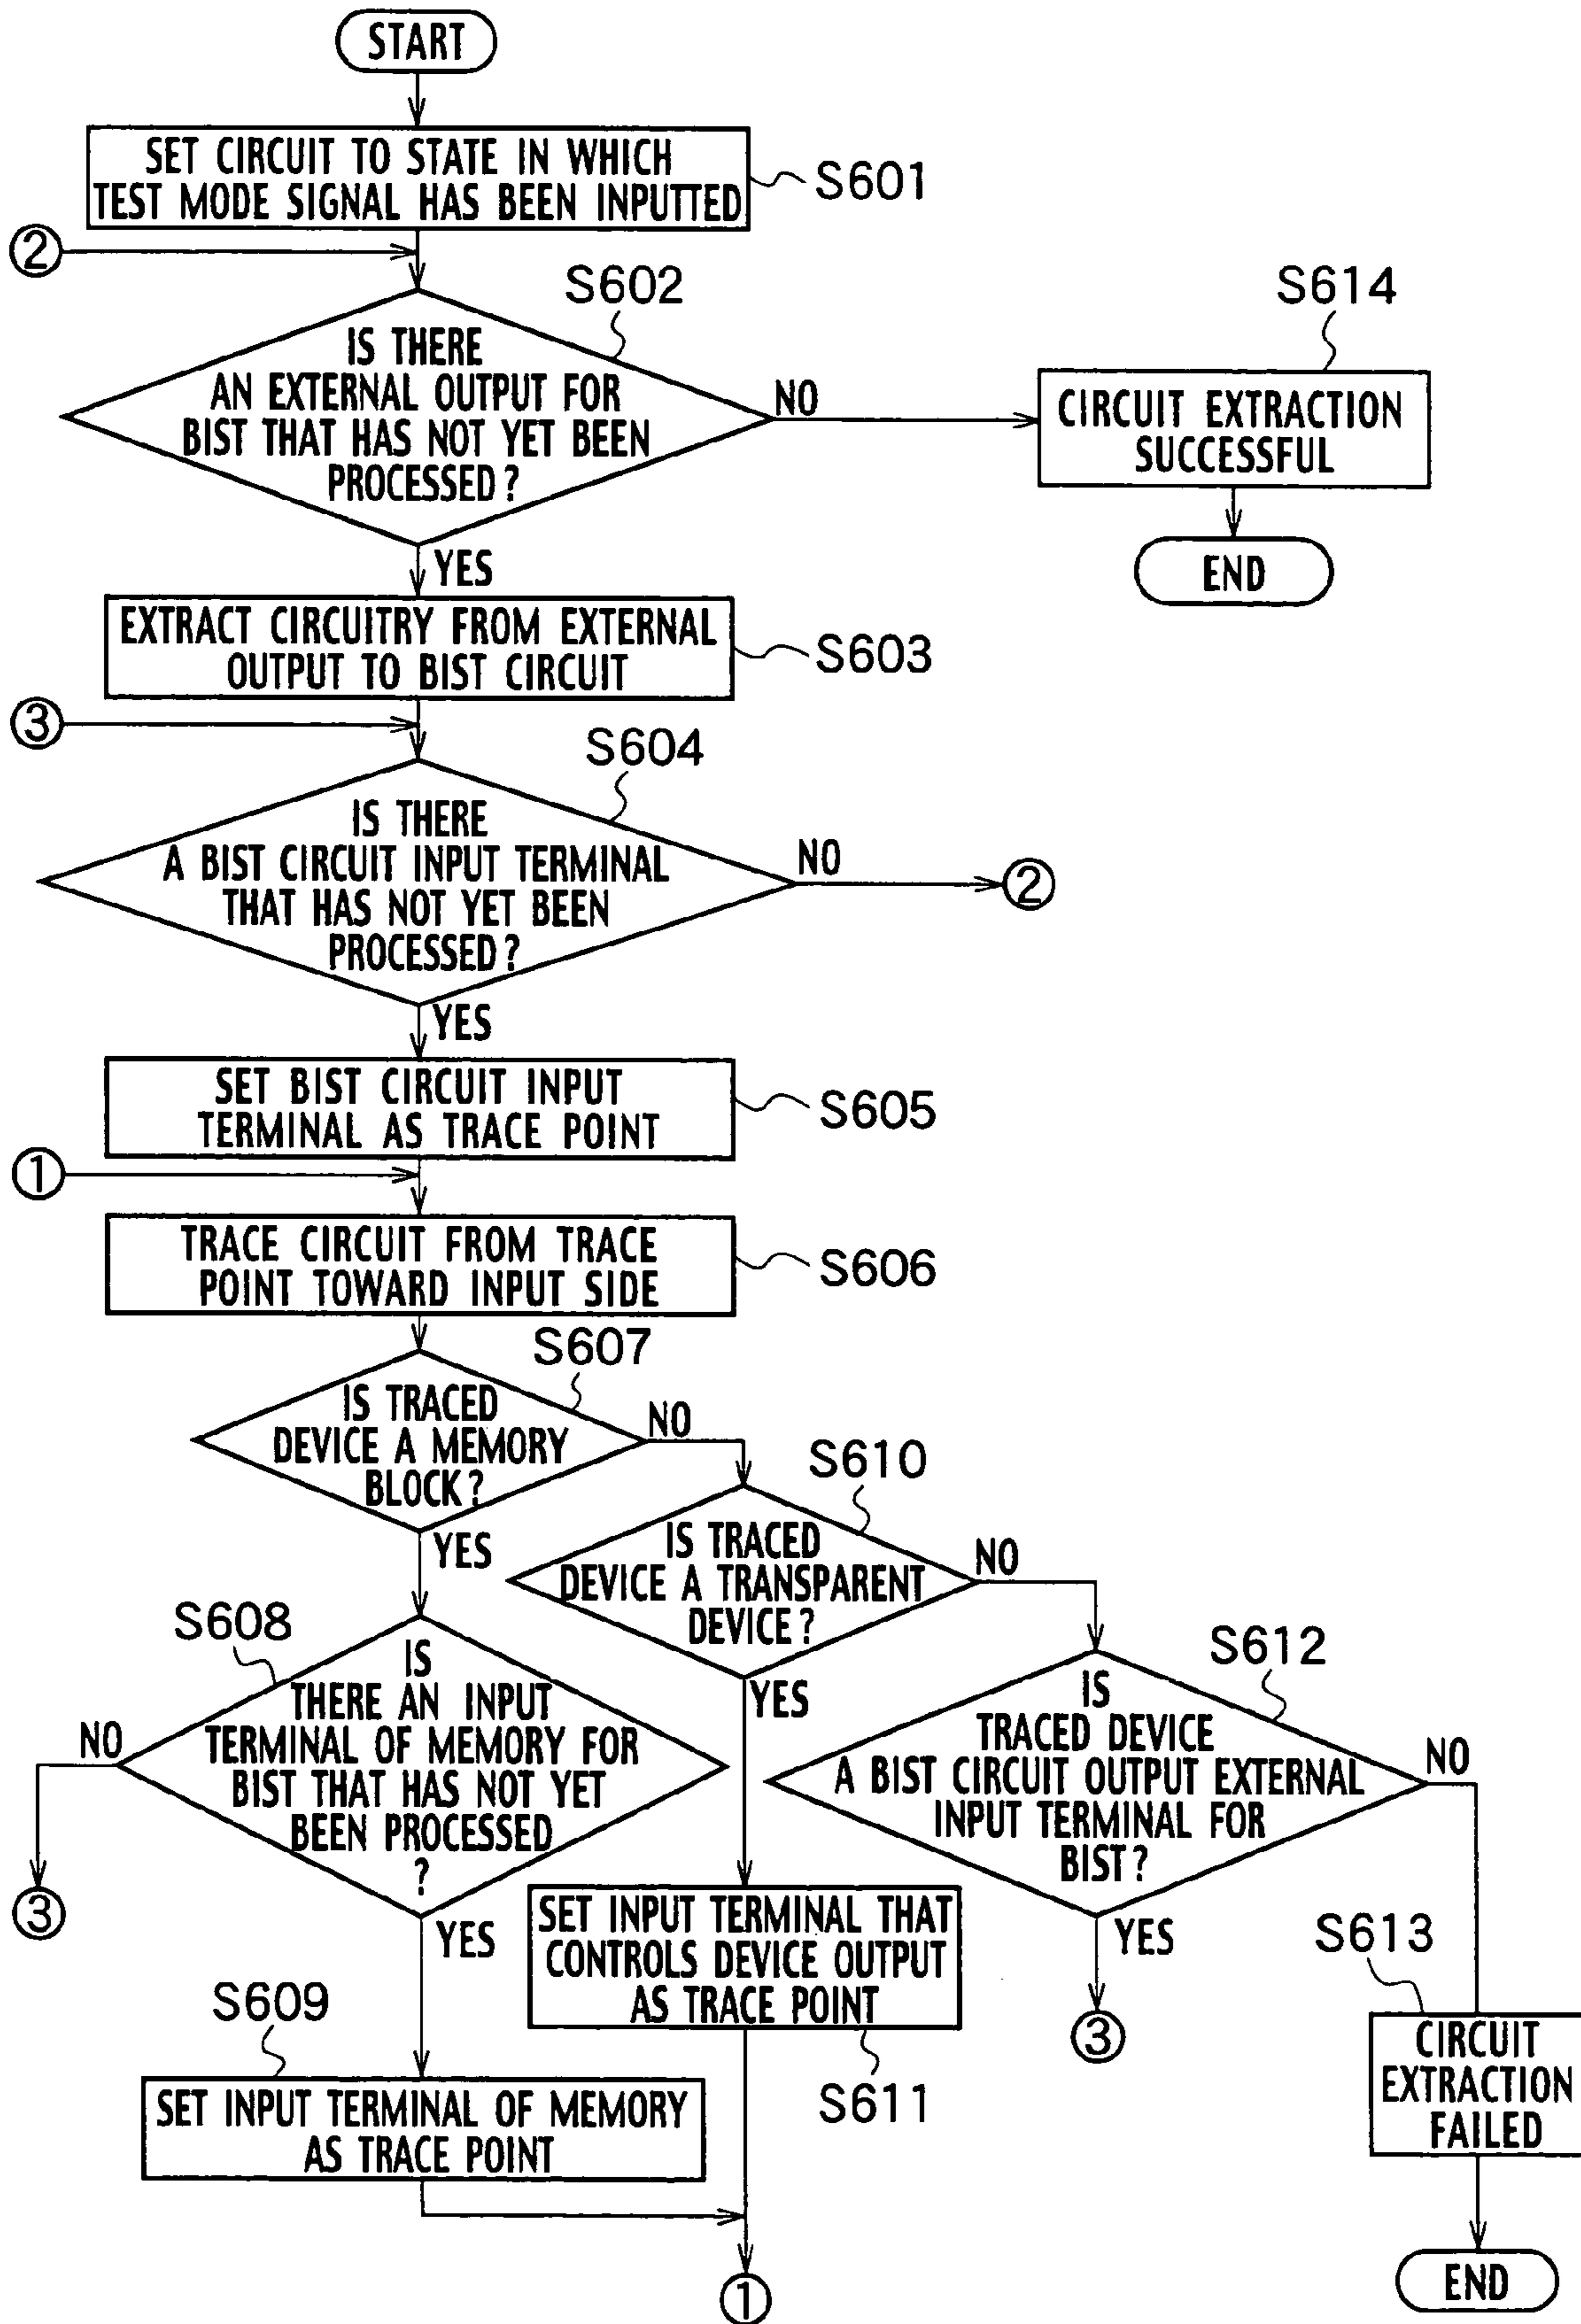 START
SET CIRCUIT TO STATE IN WHICH
TEST MODE SIGNAL HAS BEEN INPUTTED
S601
②
S602
IS THERE
AN EXTERNAL OUTPUT FOR
BIST THAT HAS NOT YET BEEN
PROCESSED?
NO
S614
CIRCUIT EXTRACTION
SUCCESSFUL
END
YES
EXTRACT CIRCUITRY FROM EXTERNAL
OUTPUT TO BIST CIRCUIT
S603
③
S604
IS THERE
A BIST CIRCUIT INPUT TERMINAL
THAT HAS NOT YET BEEN
PROCESSED?
NO
②
YES
SET BIST CIRCUIT INPUT
TERMINAL AS TRACE POINT
S605
①
TRACE CIRCUIT FROM TRACE
POINT TOWARD INPUT SIDE
S606
S607
IS TRACED
DEVICE A MEMORY
BLOCK?
NO
YES
S610
IS TRACED
DEVICE A TRANSPARENT
DEVICE?
NO
YES
S608
IS
THERE AN INPUT
TERMINAL OF MEMORY FOR
BIST THAT HAS NOT YET
BEEN PROCESSED
?
NO
③
YES
S612
IS
TRACED DEVICE
A BIST CIRCUIT OUTPUT EXTERNAL
INPUT TERMINAL FOR
BIST?
NO
YES
③
SET INPUT TERMINAL THAT
CONTROLS DEVICE OUTPUT
AS TRACE POINT
S611
S609
SET INPUT TERMINAL OF MEMORY
AS TRACE POINT
①
S613
CIRCUIT
EXTRACTION
FAILED
END